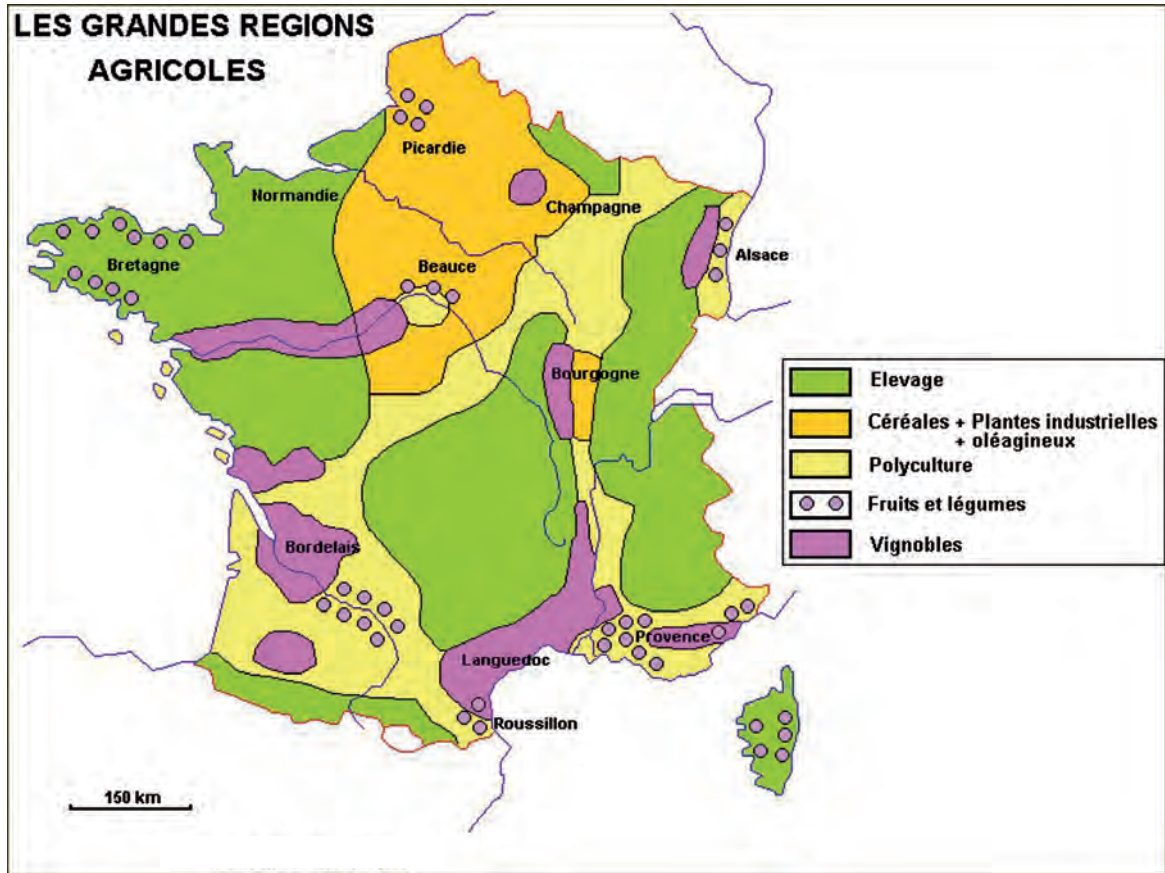 LES GRANDES REGIONS
AGRICOLES
Picardie
Normandie
Champagne
Bretagne
Beauce
Alsace
Bourgogne
Bordelais
Provence
Languedoc
Roussillon
150 km
Elevage
Céréales + Plantes industrielles
+ oléagineux
Polyculture
Fruits et légumes
Vignobles